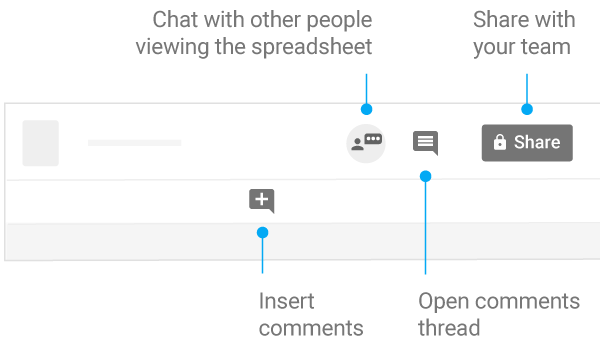 Chat with other people
viewing the spreadsheet
Share with
your team
Share
Insert
comments
Open comments
thread